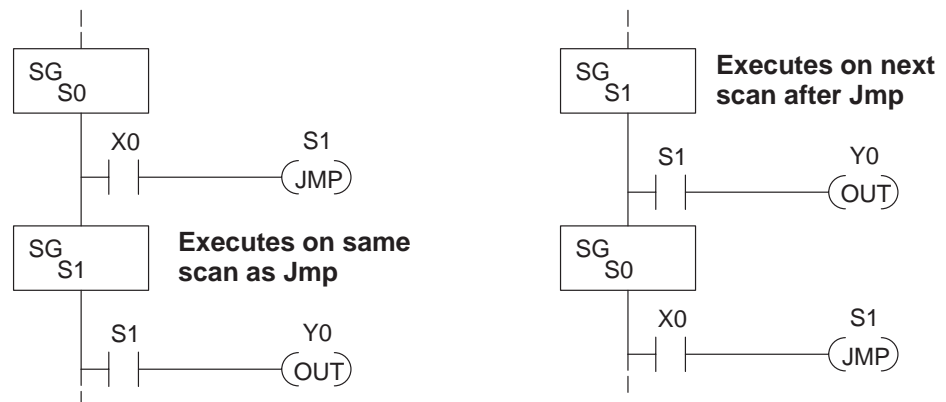 SG
S0
X0
S1
JMP
SG
S1
Executes on same
scan as Jmp
S1
Y0
OUT
SG
S1
Executes on next
scan after Jmp
S1
Y0
OUT
SG
S0
X0
S1
JMP